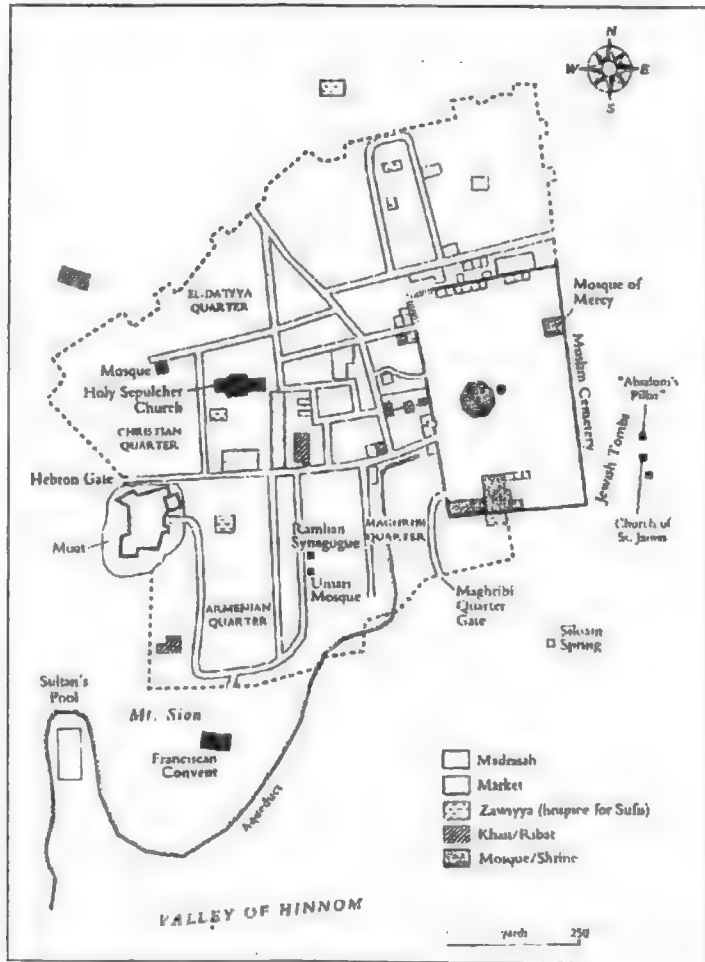 N
W
E
S
EL-DATIYYA
QUARTER
Mosque of
Mercy
Mosque
Holy Sepulcher
Church
Muslim Cemetery
"Absalom's
Pillar"
CHRISTIAN
QUARTER
Jewish Tombs
Hebron Gate
Church of
St. James
Ramban
Synagogue
MAGHRIBI
QUARTER
Moat
Umari
Mosque
Maghribi
Quarter
Gate
ARMENIAN
QUARTER
Siloam
Spring
Sultan's
Pool
Mt. Sion
Franciscan
Convent
Aqueduct
Madrasah
Market
Zawiyya (hospice for Sufis)
Khan/Ribat
Mosque/Shrine
VALLEY OF HINNOM
yards 250